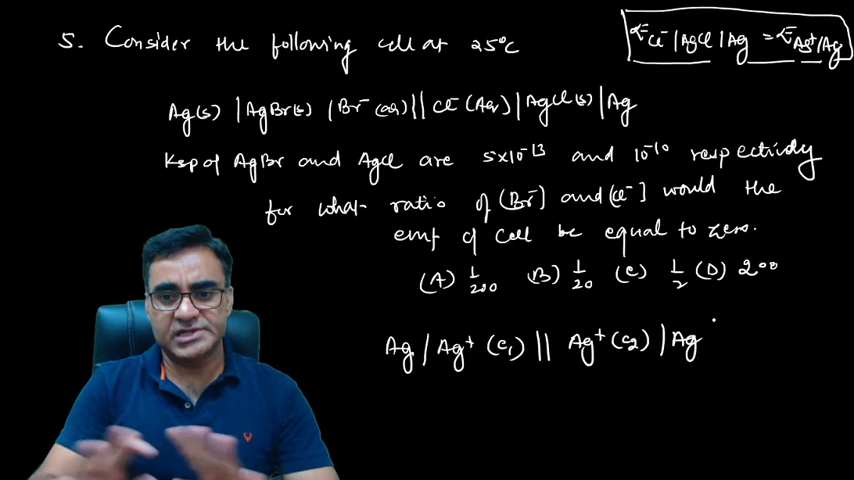 5. Consider the following cell at 25°C
E Cl⁻ | AgCl | Ag = E Ag⁺/Ag
Ag(s) | AgBr(s) | Br⁻ (aq) || Cl⁻ (Aq) | AgCl(s) | Ag
Ksp of AgBr and AgCl are 5×10⁻¹³ and 10⁻¹⁰ respectively
for what ratio of [Br⁻] and [Cl⁻] would the
emf of cell be equal to zero.
(A) 1/200 (B) 1/20 (C) 1/2 (D) 200
Ag | Ag⁺ (C₁) || Ag⁺ (C₂) | Ag